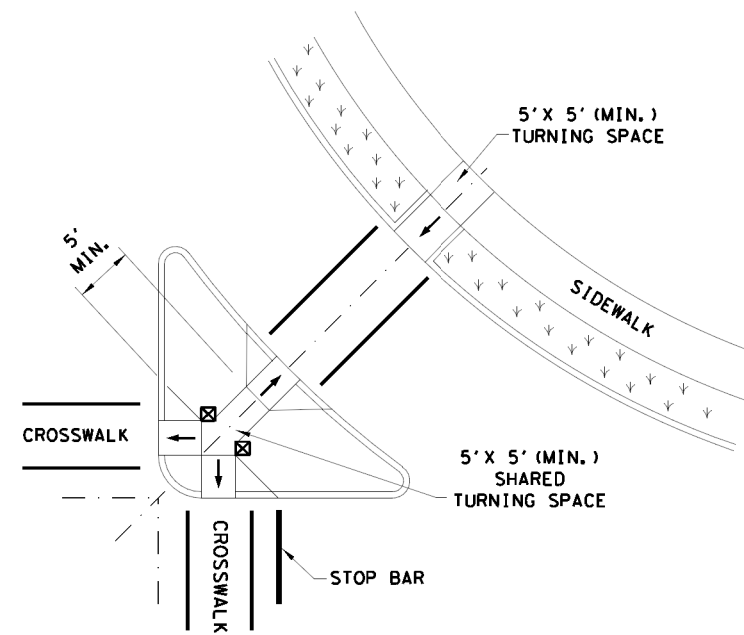 5'X 5' (MIN.)
TURNING SPACE
5'
MIN.
SIDEWALK
CROSSWALK
5'X 5' (MIN.)
SHARED
TURNING SPACE
CROSSWALK
STOP BAR